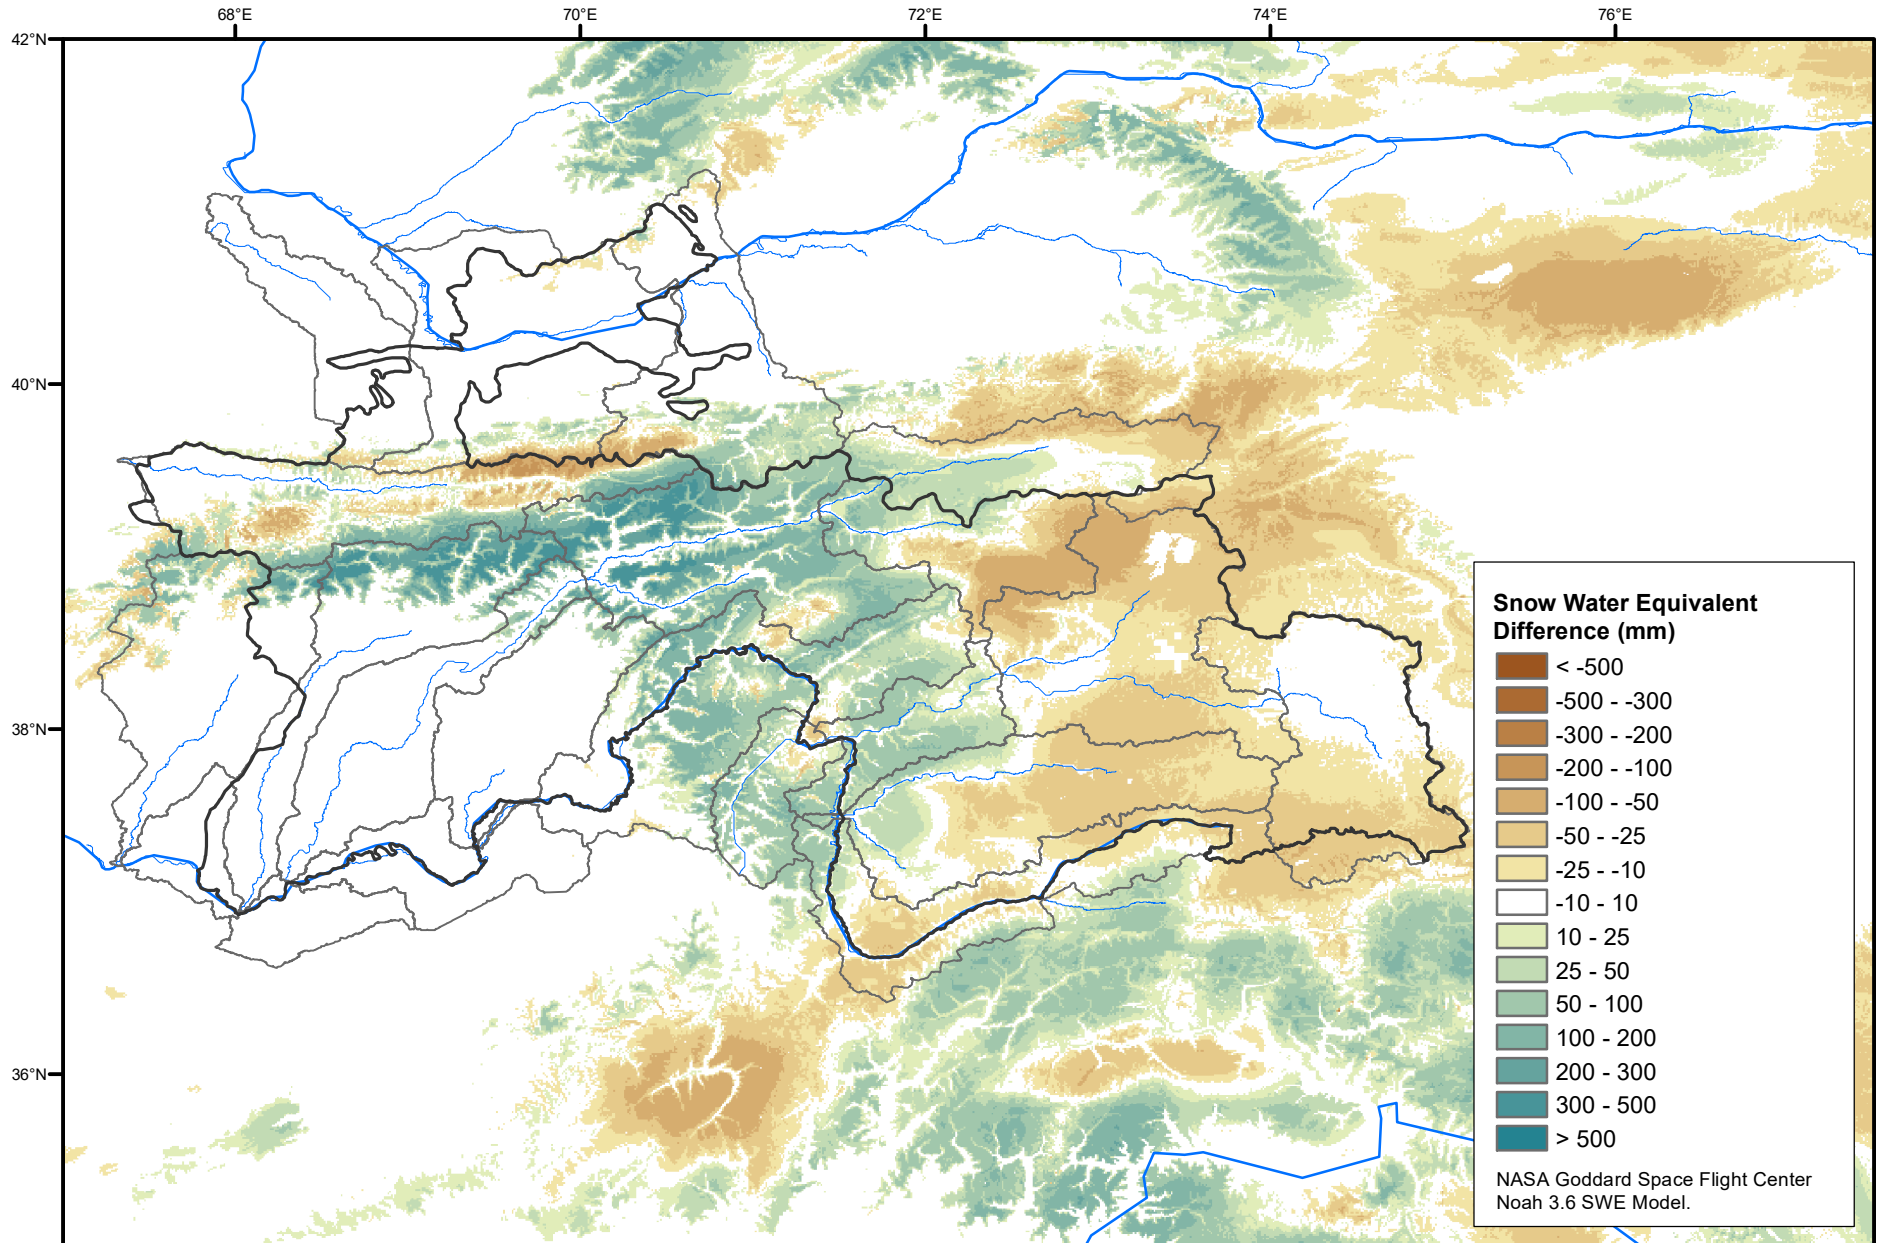 68°E
70°E
72°E
74°E
76°E
42°N
40°N
38°N
36°N
Snow Water Equivalent
Difference (mm)
< -500
-500 - -300
-300 - -200
-200 - -100
-100 - -50
-50 - -25
-25 - -10
-10 - 10
10 - 25
25 - 50
50 - 100
100 - 200
200 - 300
300 - 500
> 500
NASA Goddard Space Flight Center
Noah 3.6 SWE Model.